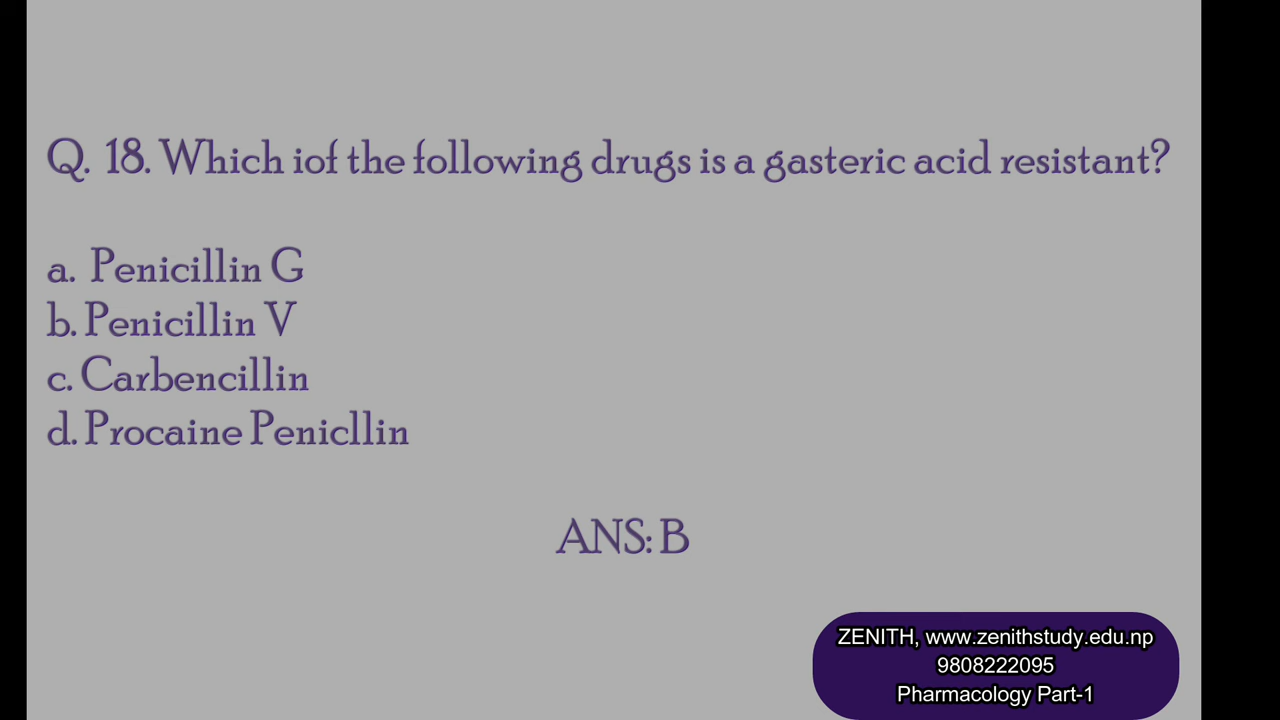 Q. 18. Which iof the following drugs is a gasteric acid resistant?
a. Penicillin G
b. Penicillin V
c. Carbencillin
d. Procaine Penicllin
ANS: B
ZENITH, www.zenithstudy.edu.np
9808222095
Pharmacology Part-1